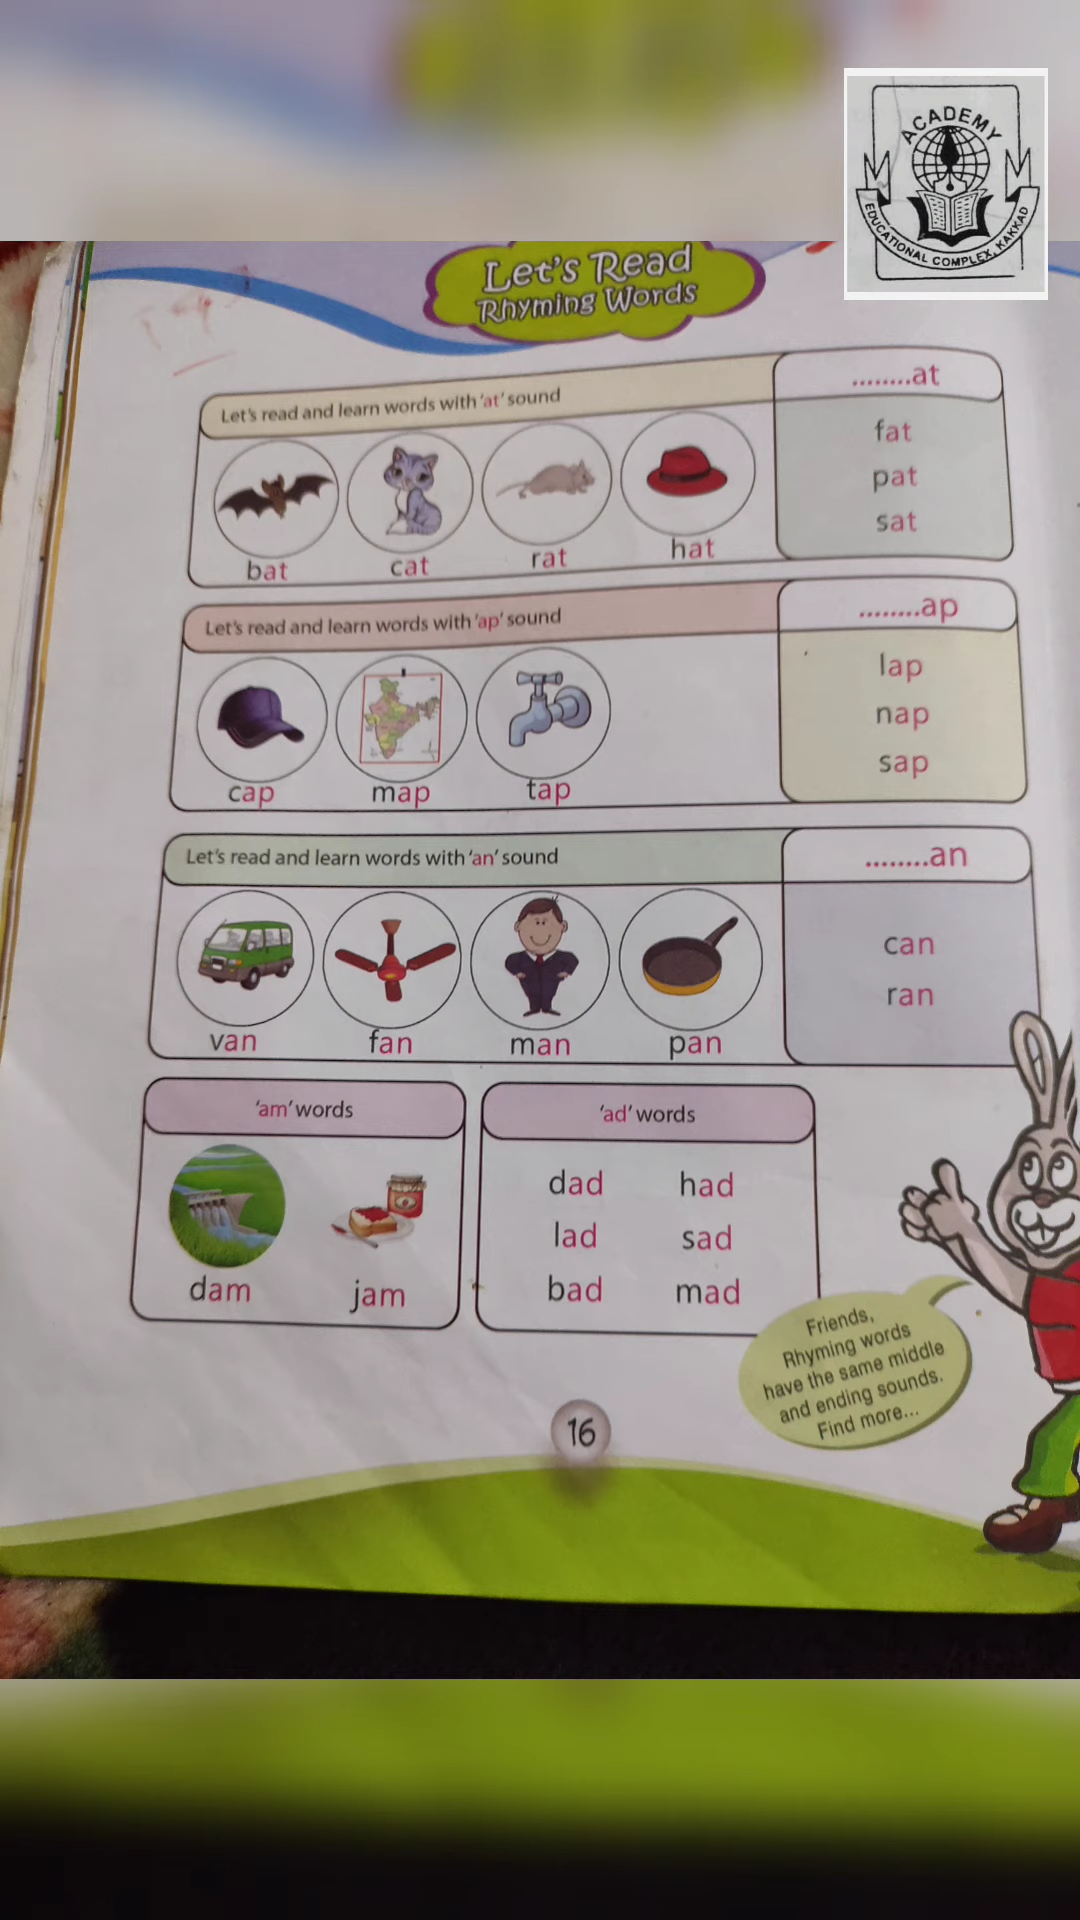 ACADEMY
M M
EDUCATIONAL COMPLEX, KAKKAD
Let's Read
Rhyming Words
Let's read and learn words with 'at' sound
........at
bat cat rat hat
fat
pat
sat
Let's read and learn words with 'ap' sound
........ap
cap map tap
lap
nap
sap
Let's read and learn words with 'an' sound
........an
van fan man pan
can
ran
'am' words
dam jam
'ad' words
dad had
lad sad
bad mad
Friends,
Rhyming words
have the same middle
and ending sounds.
Find more...
16